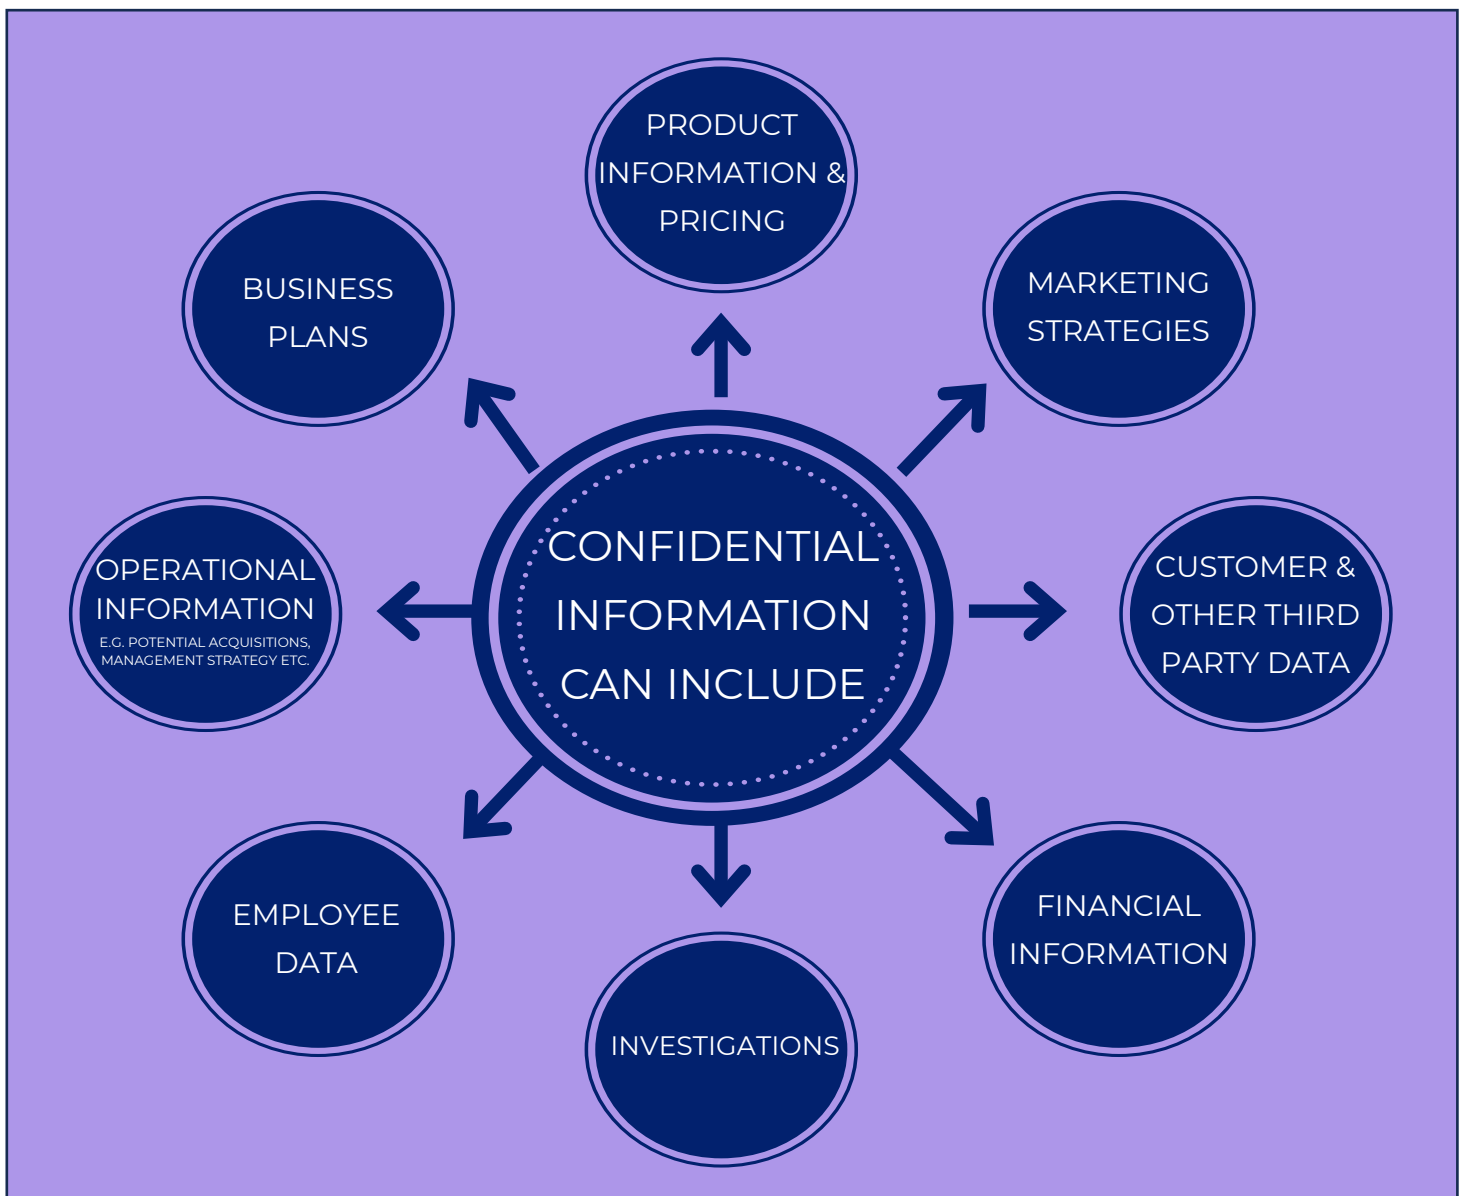 PRODUCT
INFORMATION &
PRICING
BUSINESS
PLANS
MARKETING
STRATEGIES
CONFIDENTIAL
INFORMATION
CAN INCLUDE
OPERATIONAL
INFORMATION
E.G. POTENTIAL ACQUISITIONS,
MANAGEMENT STRATEGY ETC.
CUSTOMER &
OTHER THIRD
PARTY DATA
EMPLOYEE
DATA
FINANCIAL
INFORMATION
INVESTIGATIONS